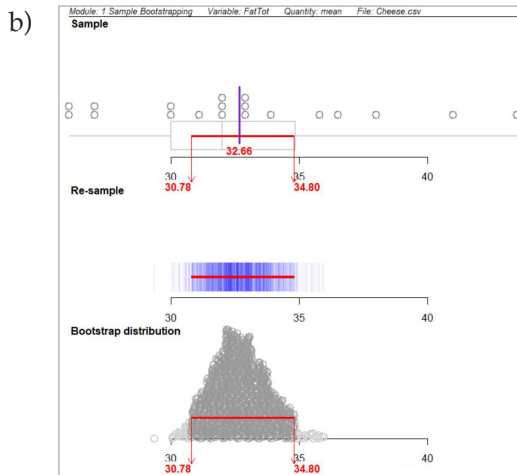 b)
Module: 1 Sample Bootstrapping Variable: FatTot Quantity: mean File: Cheese.csv
Sample
32.66
30 35 40
30.78 34.80
Re-sample
30 35 40
Bootstrap distribution
30.78 34.80
30 35 40